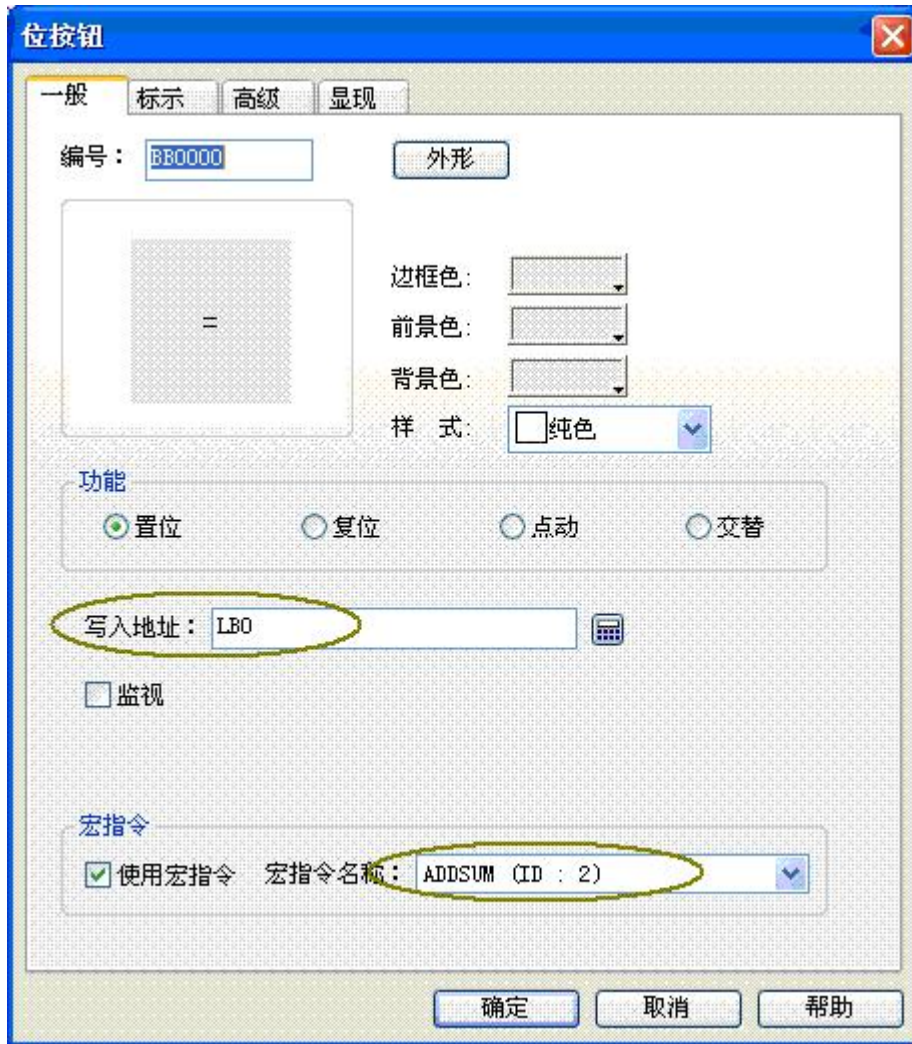 位按钮
一般 标示 高级 显现
编号： BB0000 外形
=
边框色:
前景色:
背景色:
样 式: 纯色
功能
置位 复位 点动 交替
写入地址： LB0
监视
宏指令
使用宏指令 宏指令名称： ADDSUM (ID : 2)
确定 取消 帮助